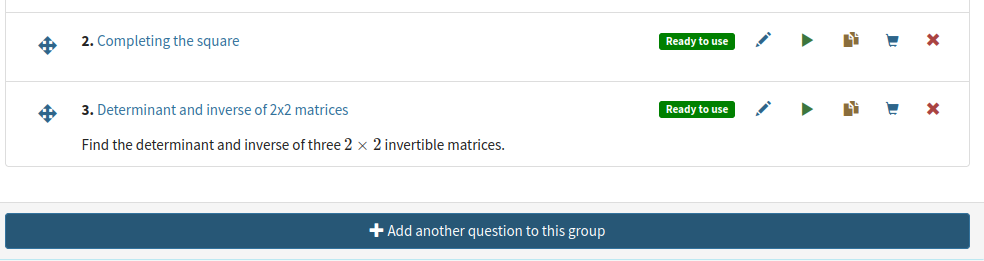 2. Completing the square Ready to use
3. Determinant and inverse of 2x2 matrices Ready to use
Find the determinant and inverse of three 2 × 2 invertible matrices.
Add another question to this group